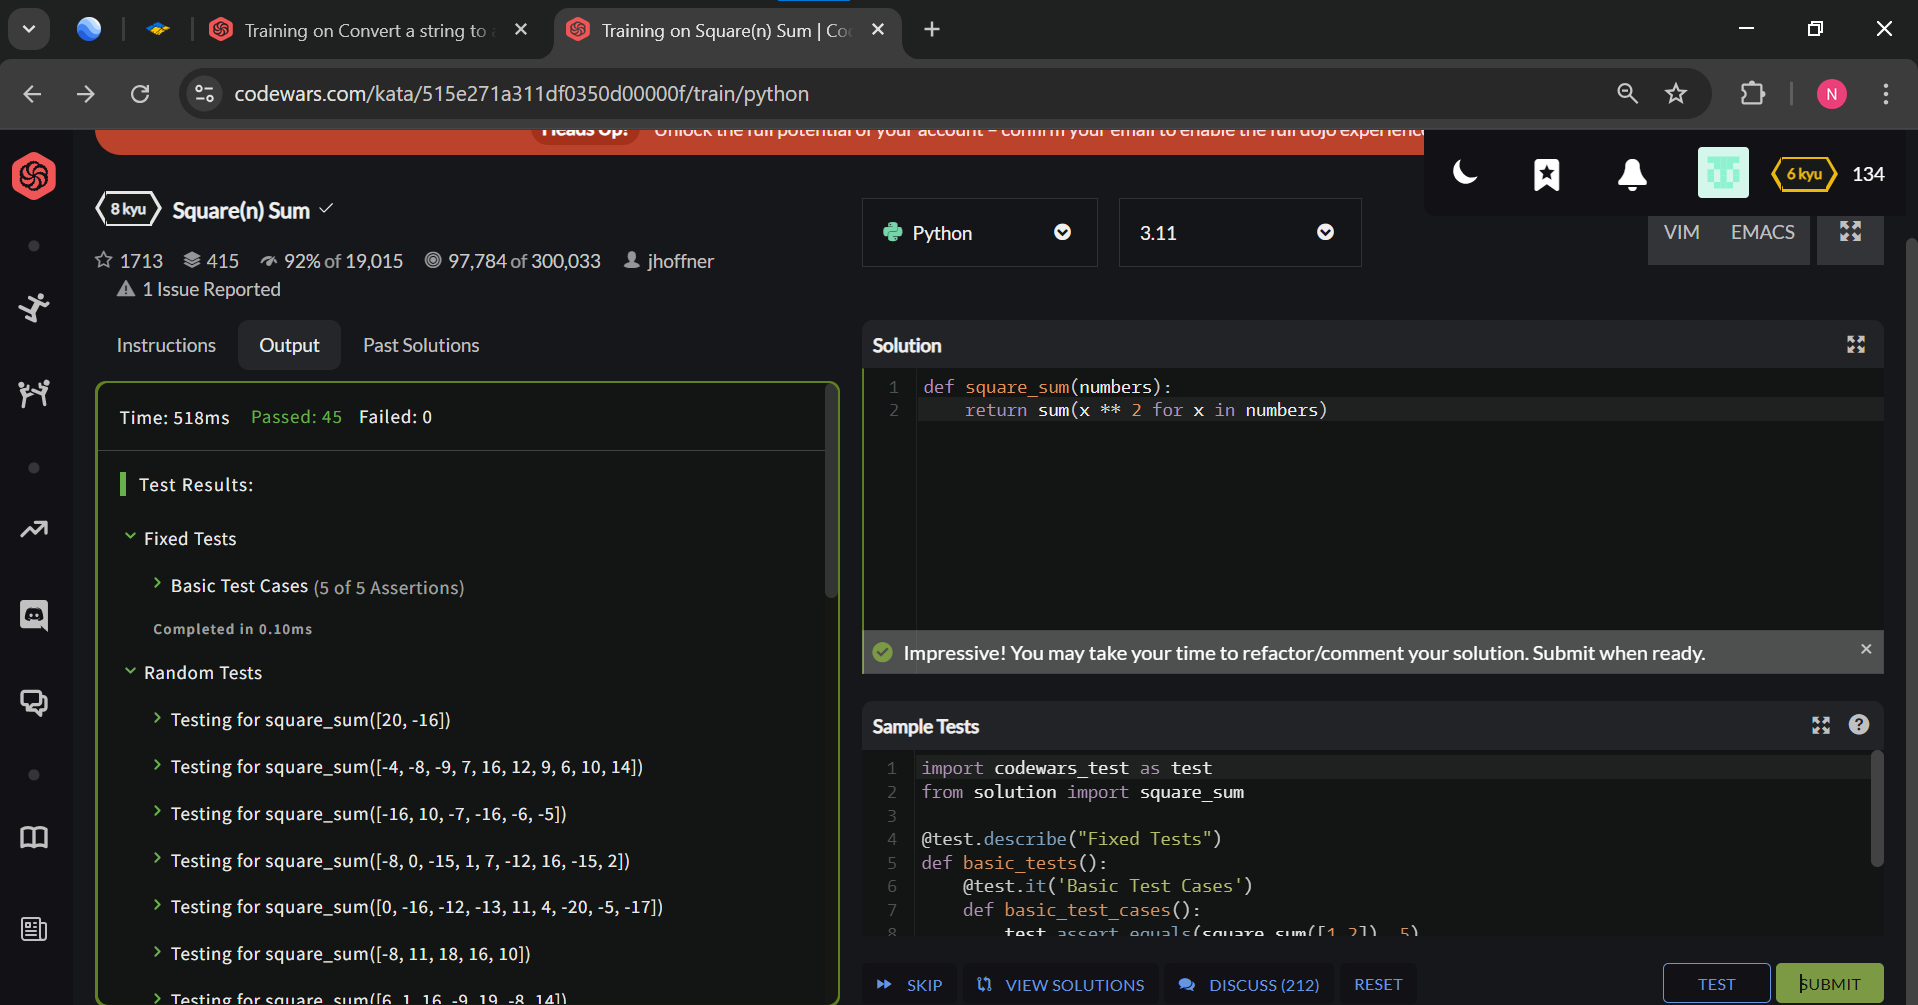 Training on Convert a string to a
Training on Square(n) Sum | Co
codewars.com/kata/515e271a311df0350d00000f/train/python
N
Heads Up! Unlock the full potential of your account – confirm your email to enable the full dojo experience
6 kyu 134
8 kyu Square(n) Sum
1713 415 92% of 19,015 97,784 of 300,033 jhoffner
1 Issue Reported
Python
3.11
VIM EMACS
Instructions Output Past Solutions
Time: 518ms Passed: 45 Failed: 0
Test Results:
Fixed Tests
Basic Test Cases (5 of 5 Assertions)
Completed in 0.10ms
Random Tests
Testing for square_sum([20, -16])
Testing for square_sum([-4, -8, -9, 7, 16, 12, 9, 6, 10, 14])
Testing for square_sum([-16, 10, -7, -16, -6, -5])
Testing for square_sum([-8, 0, -15, 1, 7, -12, 16, -15, 2])
Testing for square_sum([0, -16, -12, -13, 11, 4, -20, -5, -17])
Testing for square_sum([-8, 11, 18, 16, 10])
Testing for square_sum([6, 1, 16, -9, 19, -8, 14])
Solution
1 def square_sum(numbers):
2 return sum(x ** 2 for x in numbers)
Impressive! You may take your time to refactor/comment your solution. Submit when ready.
Sample Tests
1 import codewars_test as test
2 from solution import square_sum
3
4 @test.describe("Fixed Tests")
5 def basic_tests():
6 @test.it('Basic Test Cases')
7 def basic_test_cases():
8 test.assert_equals(square_sum([1,2]), 5)
SKIP VIEW SOLUTIONS DISCUSS (212) RESET
TEST SUBMIT